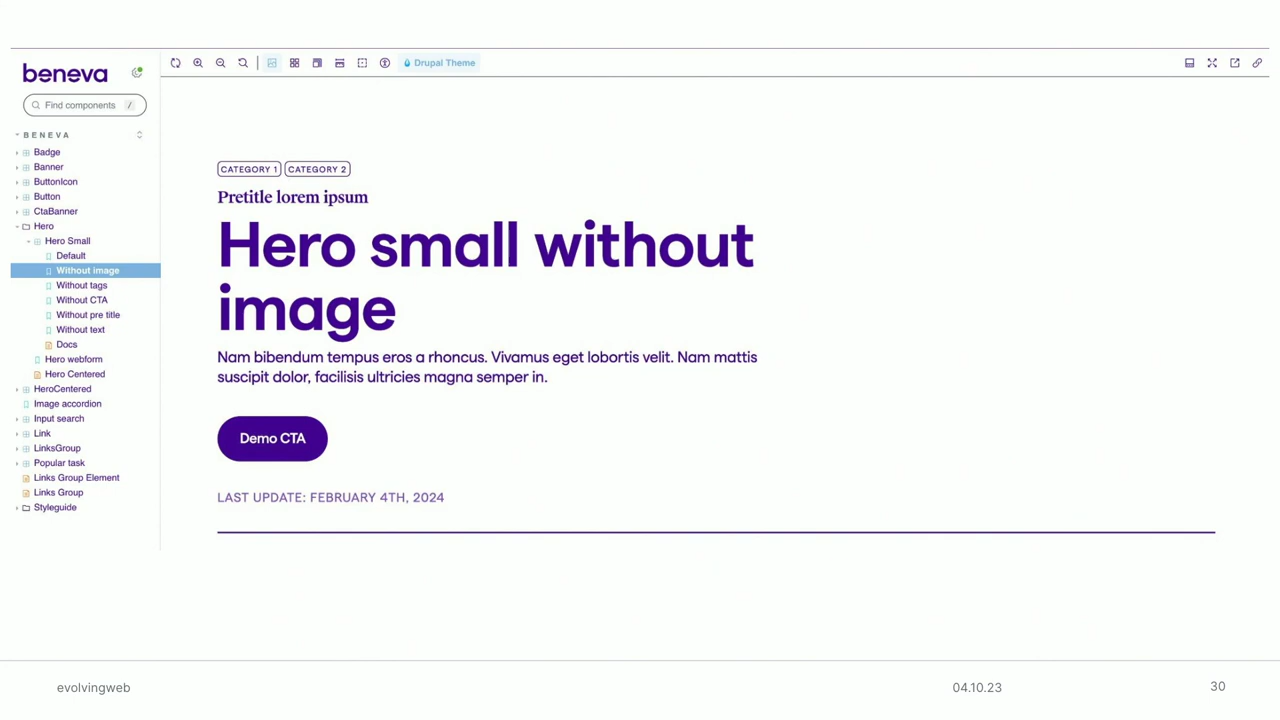 beneva
Find components /
BENEVA
Badge
Banner
ButtonIcon
Button
CtaBanner
Hero
Hero Small
Default
Without image
Without tags
Without CTA
Without pre title
Without text
Docs
Hero webform
Hero Centered
HeroCentered
Image accordion
Input search
Link
LinksGroup
Popular task
Links Group Element
Links Group
Styleguide
Drupal Theme
CATEGORY 1 CATEGORY 2
Pretitle lorem ipsum
Hero small without
image
Nam bibendum tempus eros a rhoncus. Vivamus eget lobortis velit. Nam mattis
suscipit dolor, facilisis ultricies magna semper in.
Demo CTA
LAST UPDATE: FEBRUARY 4TH, 2024
evolvingweb
04.10.23
30